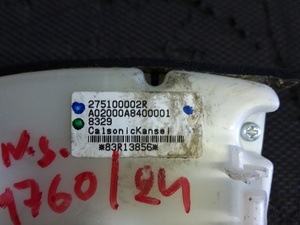 275100002R
A02000A8400001
8329
CalsonicKansei
*83R13856*
N.S.
1760/24